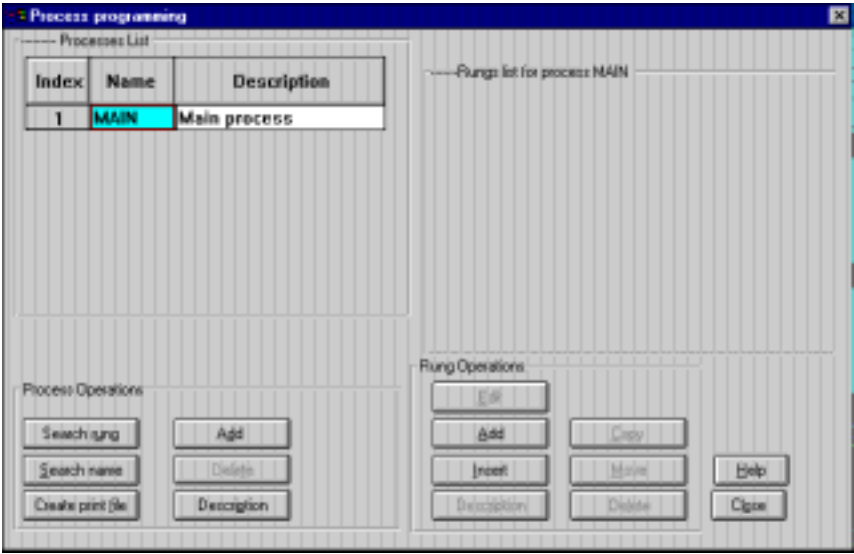 Process programming
Processes List
Index Name Description
1 MAIN Main process
Rungs list for process MAIN
Process Operations
Search rung Add
Search name Delete
Create print file Description
Rung Operations
Edit
Add Copy
Insert Move
Description Delete
Help
Close